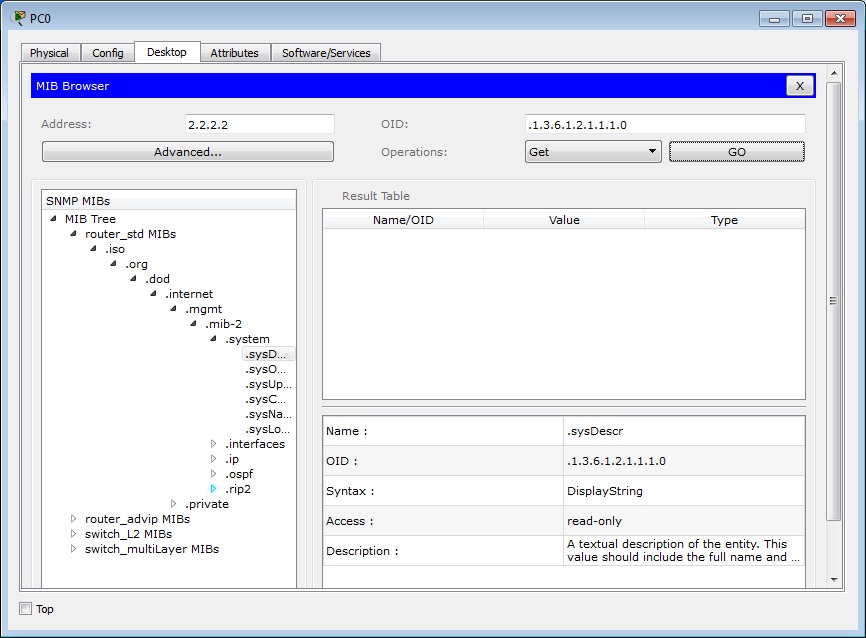 PC0
Physical Config Desktop Attributes Software/Services
MIB Browser X
Address: 2.2.2.2 OID: .1.3.6.1.2.1.1.1.0
Advanced... Operations: Get GO
SNMP MIBs
MIB Tree
router_std MIBs
.iso
.org
.dod
.internet
.mgmt
.mib-2
.system
.sysD...
.sysO...
.sysUp...
.sysC...
.sysNa...
.sysLo...
.interfaces
.ip
.ospf
.rip2
.private
router_advip MIBs
switch_L2 MIBs
switch_multiLayer MIBs
Result Table
Name/OID Value Type
Name : .sysDescr
OID : .1.3.6.1.2.1.1.1.0
Syntax : DisplayString
Access : read-only
Description : A textual description of the entity. This
value should include the full name and ...
Top